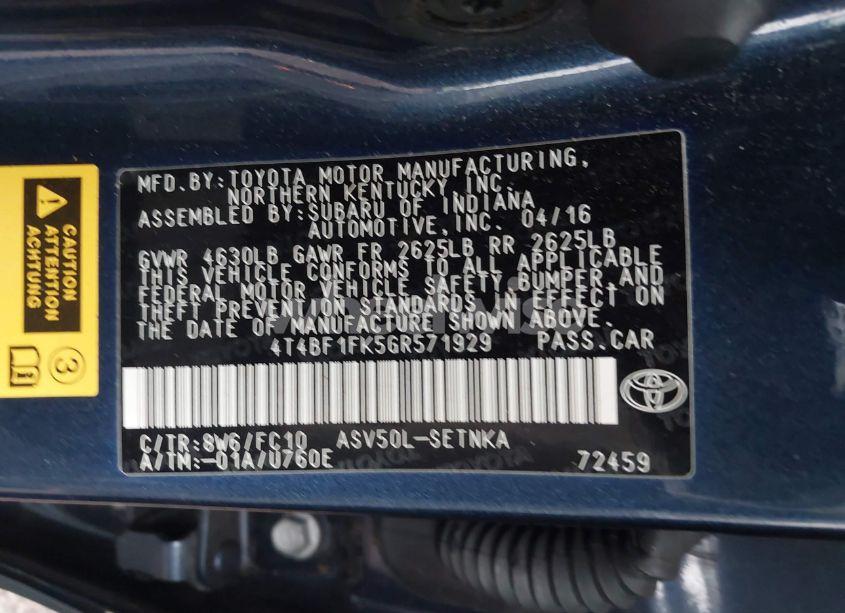 CAUTION
ATTENTION
ACHTUNG
3
MFD.BY:TOYOTA MOTOR MANUFACTURING,
NORTHERN KENTUCKY INC.
ASSEMBLED BY:SUBARU OF INDIANA
AUTOMOTIVE,INC. 04/16
GVWR 4630LB GAWR FR 2625LB RR 2625LB
THIS VEHICLE CONFORMS TO ALL APPLICABLE
FEDERAL MOTOR VEHICLE SAFETY,BUMPER,AND
THEFT PREVENTION STANDARDS IN EFFECT ON
THE DATE OF MANUFACTURE SHOWN ABOVE.
4T4BF1FK5GR571929 PASS.CAR
C/TR:8W6/FC10 ASV50L-SETNKA
A/TM:-01A/U760E 72459